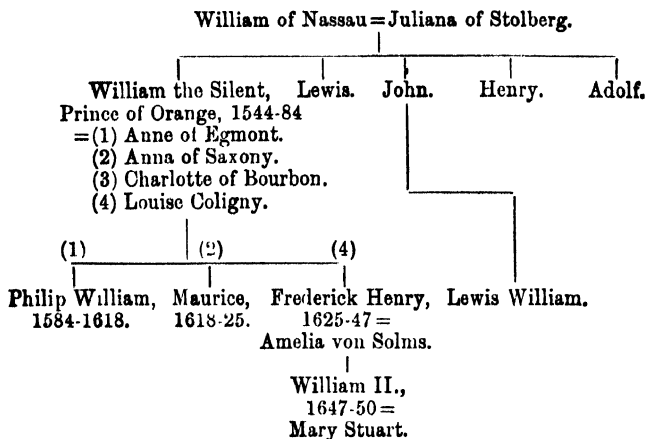 William of Nassau=Juliana of Stolberg.
William the Silent, Lewis. John. Henry. Adolf.
Prince of Orange, 1544-84
=(1) Anne of Egmont.
(2) Anna of Saxony.
(3) Charlotte of Bourbon.
(4) Louise Coligny.
(1) (2) (4)
Philip William, Maurice, Frederick Henry, Lewis William.
1584-1618. 1618-25. 1625-47=
Amelia von Solms.
William II.,
1647-50=
Mary Stuart.